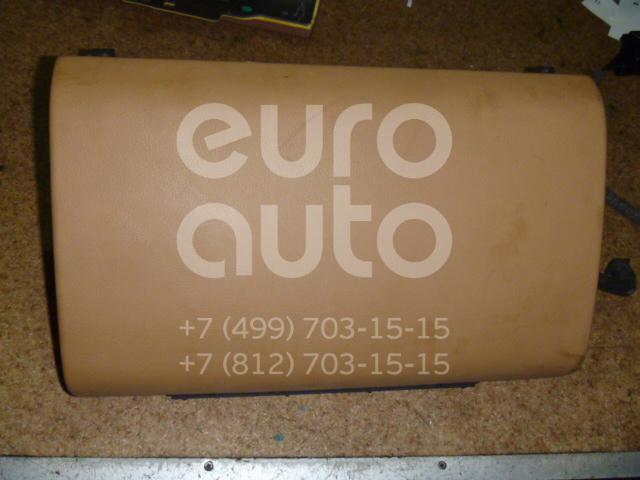 euro
auto
+7 (499) 703-15-15
+7 (812) 703-15-15